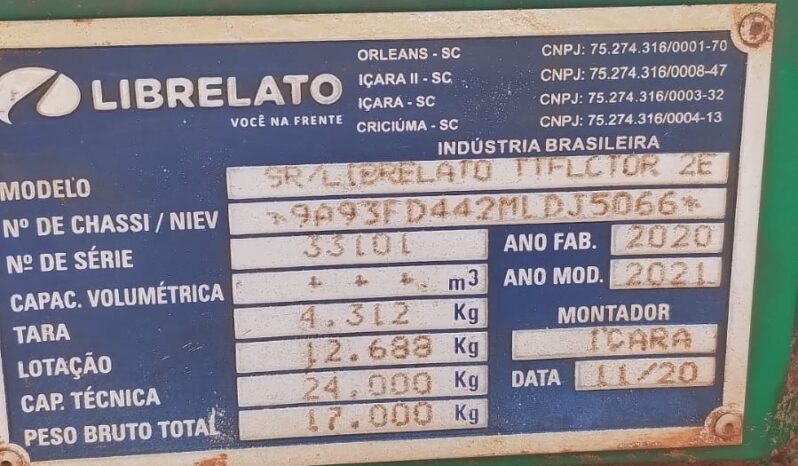 LIBRELATO
VOCÊ NA FRENTE
ORLEANS - SC CNPJ: 75.274.316/0001-70
IÇARA II - SC CNPJ: 75.274.316/0008-47
IÇARA - SC CNPJ: 75.274.316/0003-32
CRICIÚMA - SC CNPJ: 75.274.316/0004-13
INDÚSTRIA BRASILEIRA
MODELO SR/LIBRELATO TTFLCTOR 2E
Nº DE CHASSI / NIEV *9A93FD442MLDJ5066*
Nº DE SÉRIE 33101 ANO FAB. 2020
CAPAC. VOLUMÉTRICA + + + m³ ANO MOD. 2021
TARA 4.312 Kg MONTADOR
LOTAÇÃO 12.688 Kg ICARA
CAP. TÉCNICA 24.000 Kg DATA 11/20
PESO BRUTO TOTAL 17.000 Kg